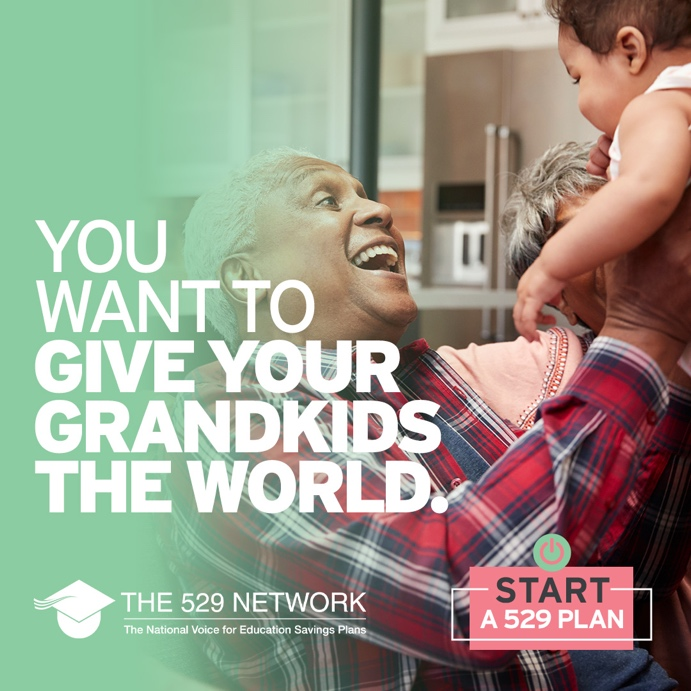 YOU
WANT TO
GIVE YOUR
GRANDKIDS
THE WORLD.
THE 529 NETWORK
The National Voice for Education Savings Plans
START
A 529 PLAN